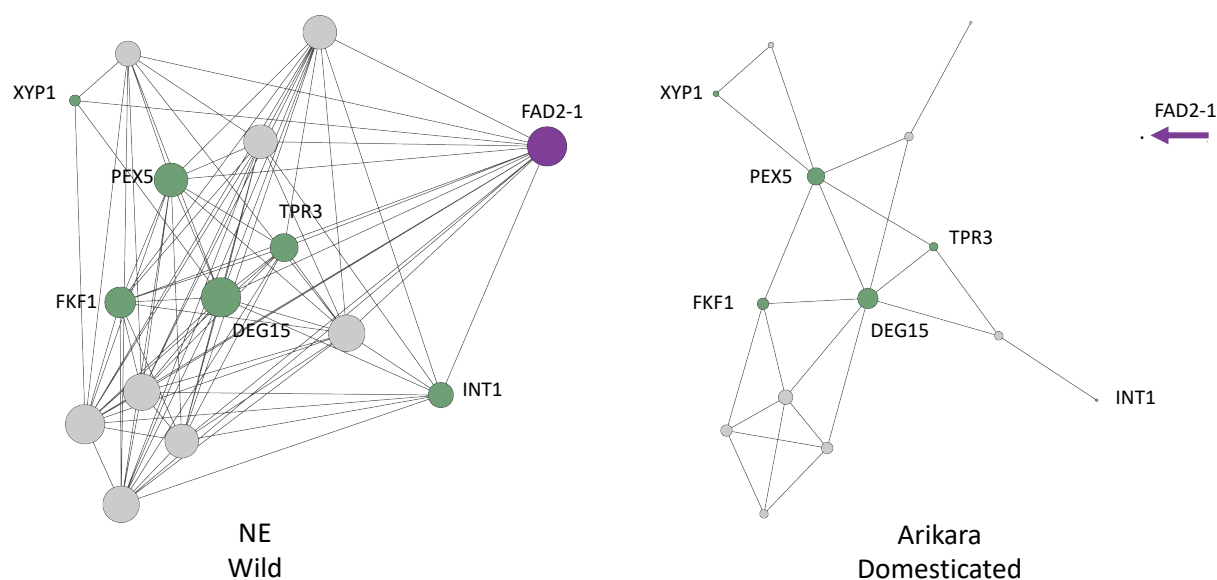 XYP1
FAD2-1
PEX5
TPR3
FKF1
DEG15
INT1
NE
Wild
XYP1
FAD2-1
PEX5
TPR3
FKF1
DEG15
INT1
Arikara
Domesticated